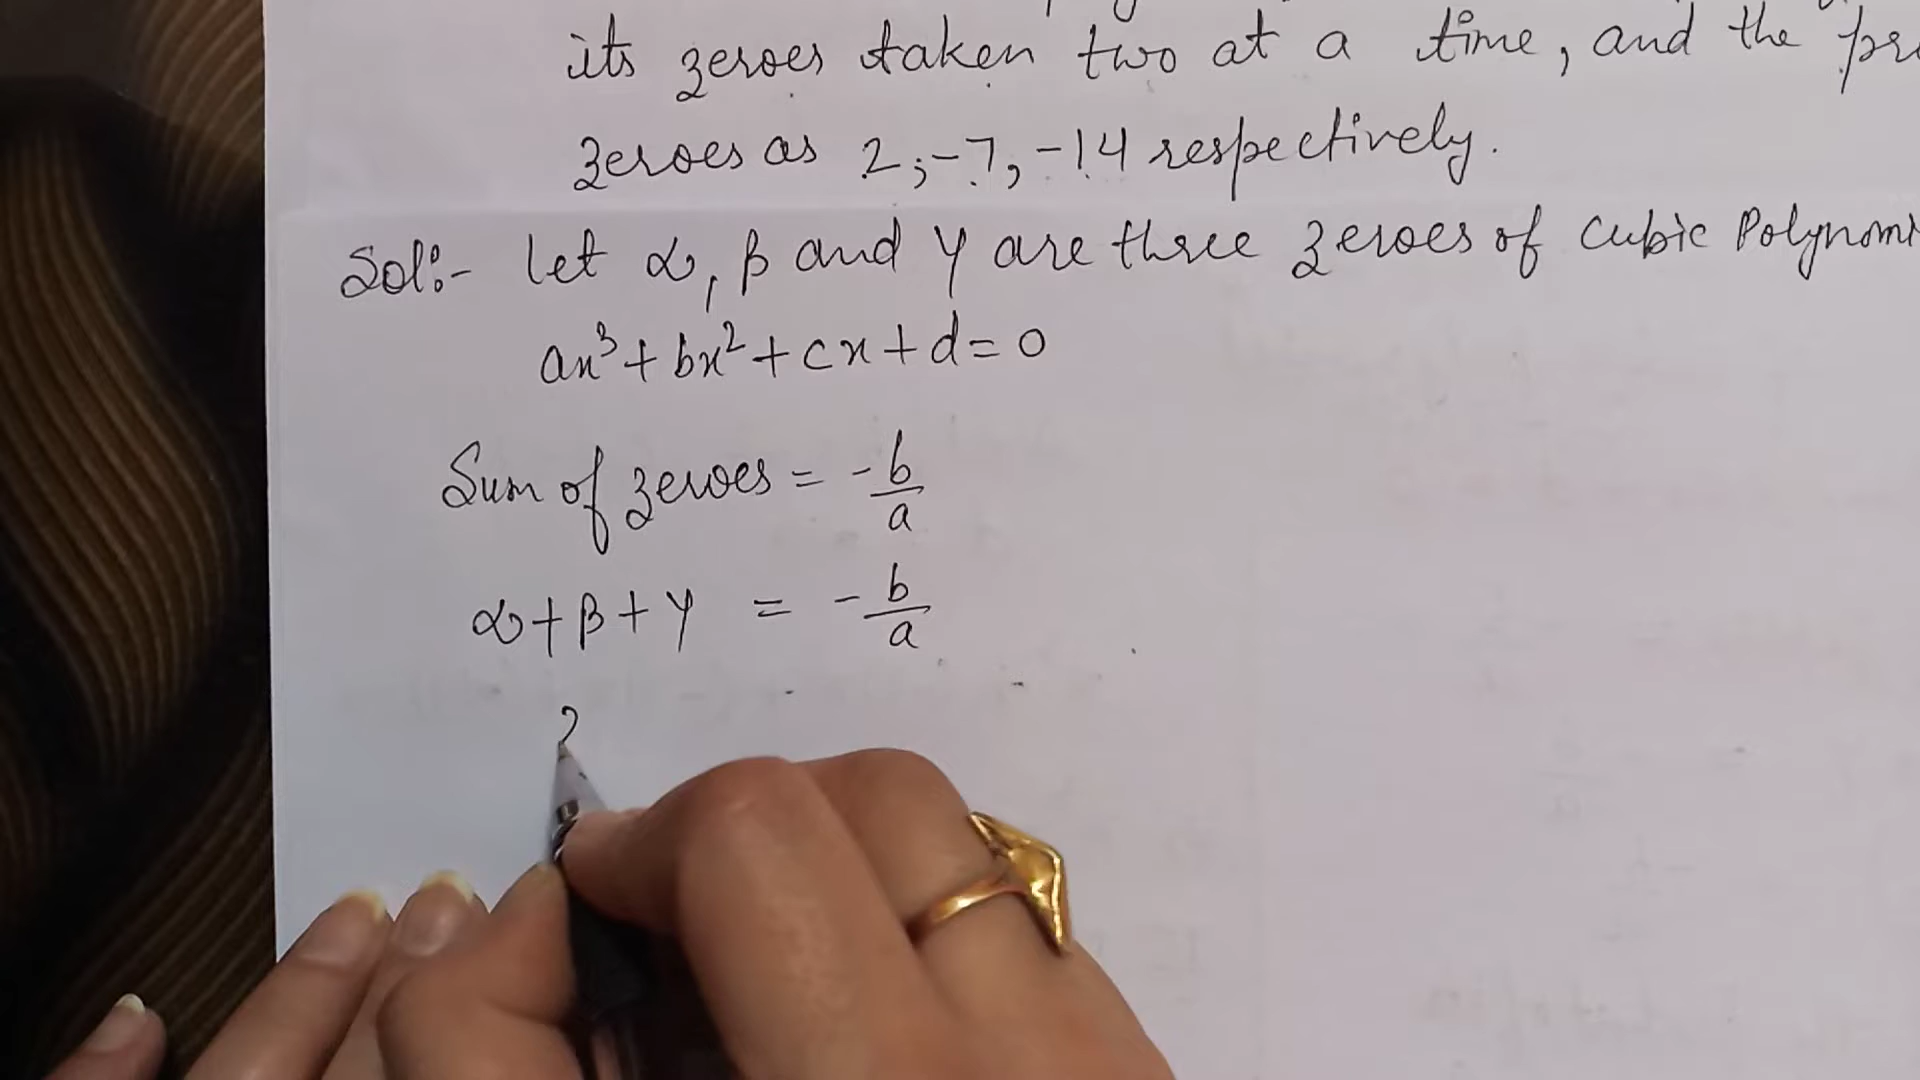 its zeroes taken two at a time, and the
zeroes as 2, -7, -14 respectively.
Sol:- let α, β and γ are three zeroes of cubic Polynomi
ax³ + bx² + cx + d = 0
Sum of zeroes = -b/a
α + β + γ = -b/a
2